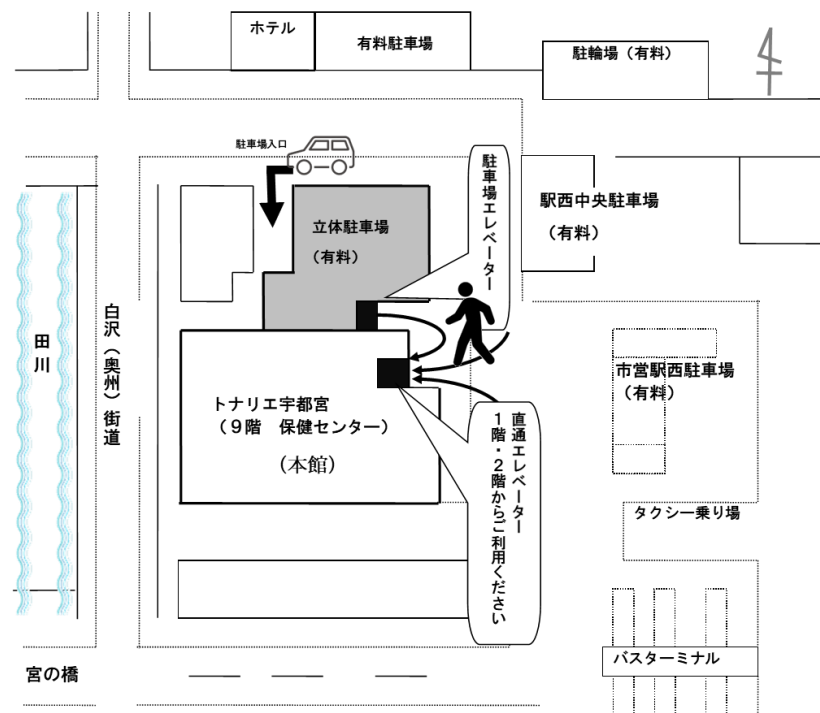 ホテル
有料駐車場
駐輪場（有料）
駐車場入口
駐車場エレベーター
立体駐車場
（有料）
駅西中央駐車場
（有料）
田川
白沢（奥州）街道
トナリエ宇都宮
（９階　保健センター）
（本館）
市営駅西駐車場
（有料）
直通エレベーター
１階・２階からご利用ください
タクシー乗り場
バスターミナル
宮の橋